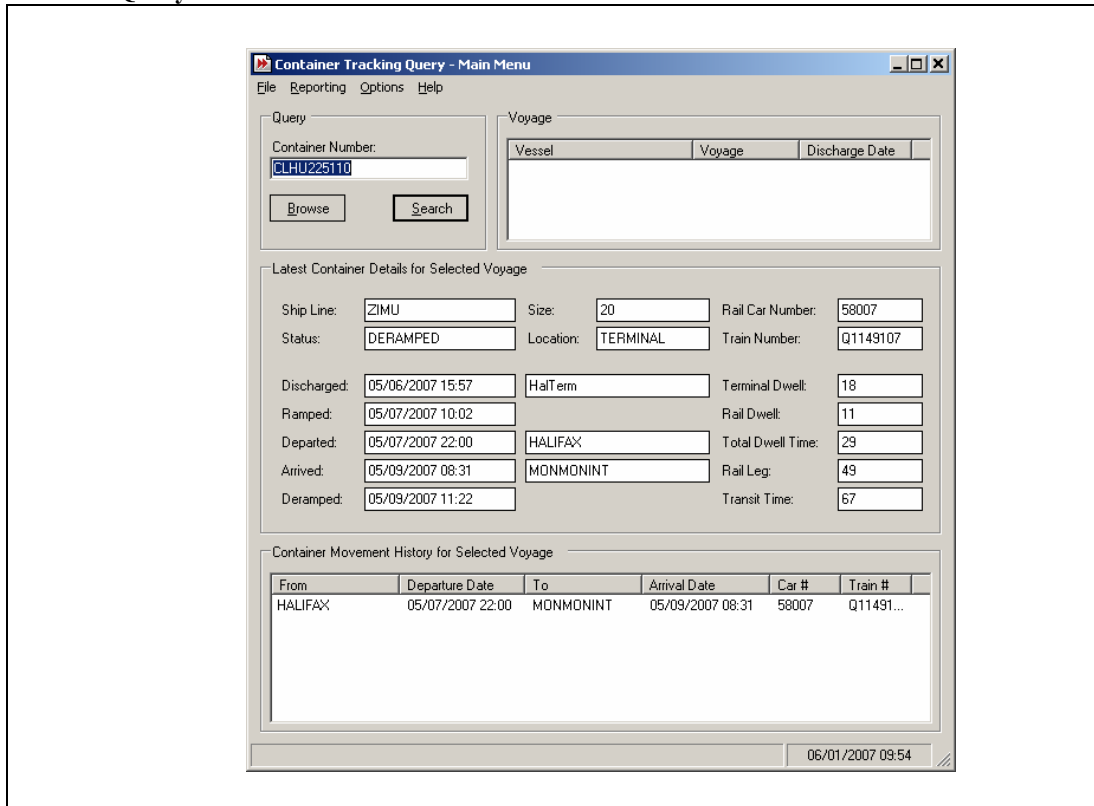 Container Tracking Query - Main Menu
File Reporting Options Help
Query
Container Number:
CLHU225110
Browse Search
Voyage
Vessel Voyage Discharge Date
Latest Container Details for Selected Voyage
Ship Line: ZIMU Size: 20 Rail Car Number: 58007
Status: DERAMPED Location: TERMINAL Train Number: Q1149107
Discharged: 05/06/2007 15:57 HalTerm Terminal Dwell: 18
Ramped: 05/07/2007 10:02 Rail Dwell: 11
Departed: 05/07/2007 22:00 HALIFAX Total Dwell Time: 29
Arrived: 05/09/2007 08:31 MONMONINT Rail Leg: 49
Deramped: 05/09/2007 11:22 Transit Time: 67
Container Movement History for Selected Voyage
From Departure Date To Arrival Date Car # Train #
HALIFAX 05/07/2007 22:00 MONMONINT 05/09/2007 08:31 58007 Q11491...
06/01/2007 09:54